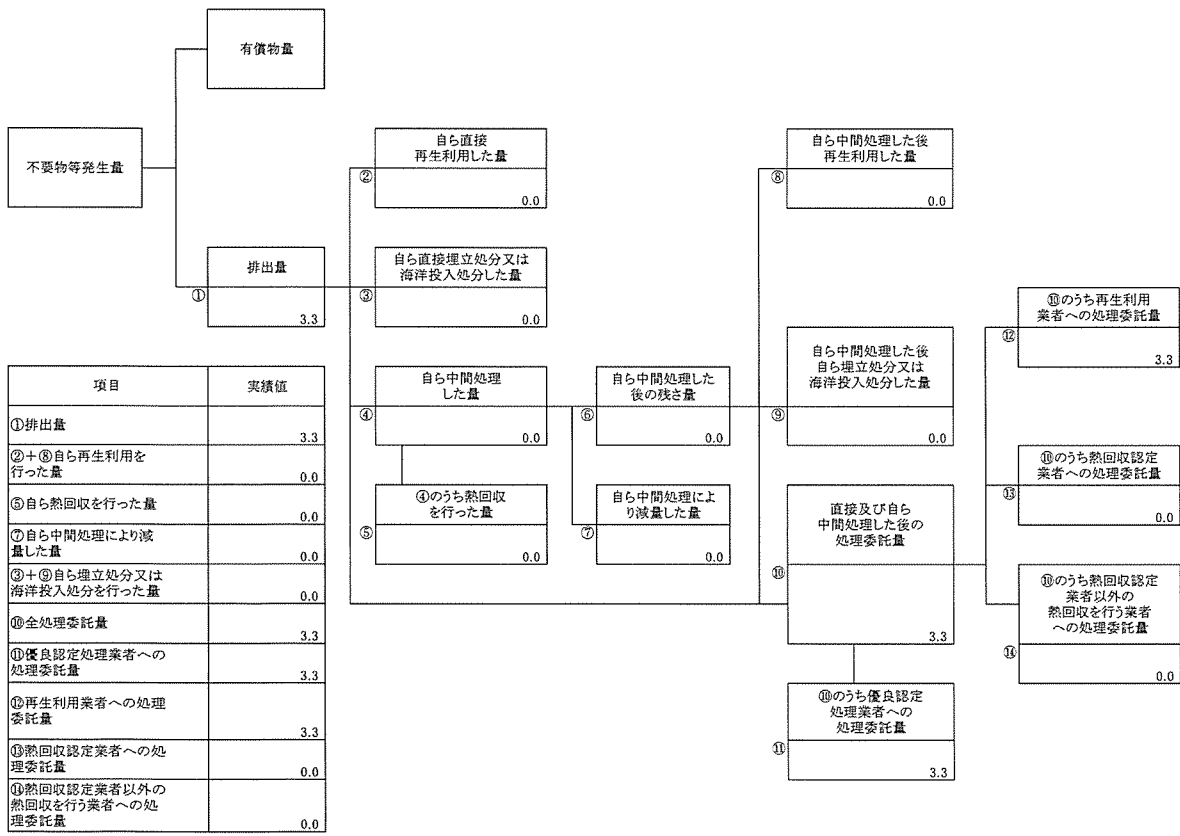 有償物量
不要物等発生量
排出量
①
3.3
自ら直接
再生利用した量
②
0.0
自ら直接埋立処分又は
海洋投入処分した量
③
0.0
自ら中間処理
した量
④
0.0
④のうち熱回収
を行った量
⑤
0.0
自ら中間処理した
後の残さ量
⑥
0.0
自ら中間処理によ
り減量した量
⑦
0.0
自ら中間処理した後
再生利用した量
⑧
0.0
自ら中間処理した後
自ら埋立処分又は
海洋投入処分した量
⑨
0.0
直接及び自ら
中間処理した後の
処理委託量
⑩
3.3
⑩のうち優良認定
処理業者への
処理委託量
⑪
3.3
⑩のうち再生利用
業者への処理委託量
⑫
3.3
⑩のうち熱回収認定
業者への処理委託量
⑬
0.0
⑩のうち熱回収認定
業者以外の
熱回収を行う業者
への処理委託量
⑭
0.0
項目 実績値
①排出量
3.3
②+⑧自ら再生利用を
行った量
0.0
⑤自ら熱回収を行った量
0.0
⑦自ら中間処理により減
量した量
0.0
③+⑨自ら埋立処分又は
海洋投入処分を行った量
0.0
⑩全処理委託量
3.3
⑪優良認定処理業者への
処理委託量
3.3
⑫再生利用業者への処理
委託量
3.3
⑬熱回収認定業者への処
理委託量
0.0
⑭熱回収認定業者以外の
熱回収を行う業者への処
理委託量
0.0